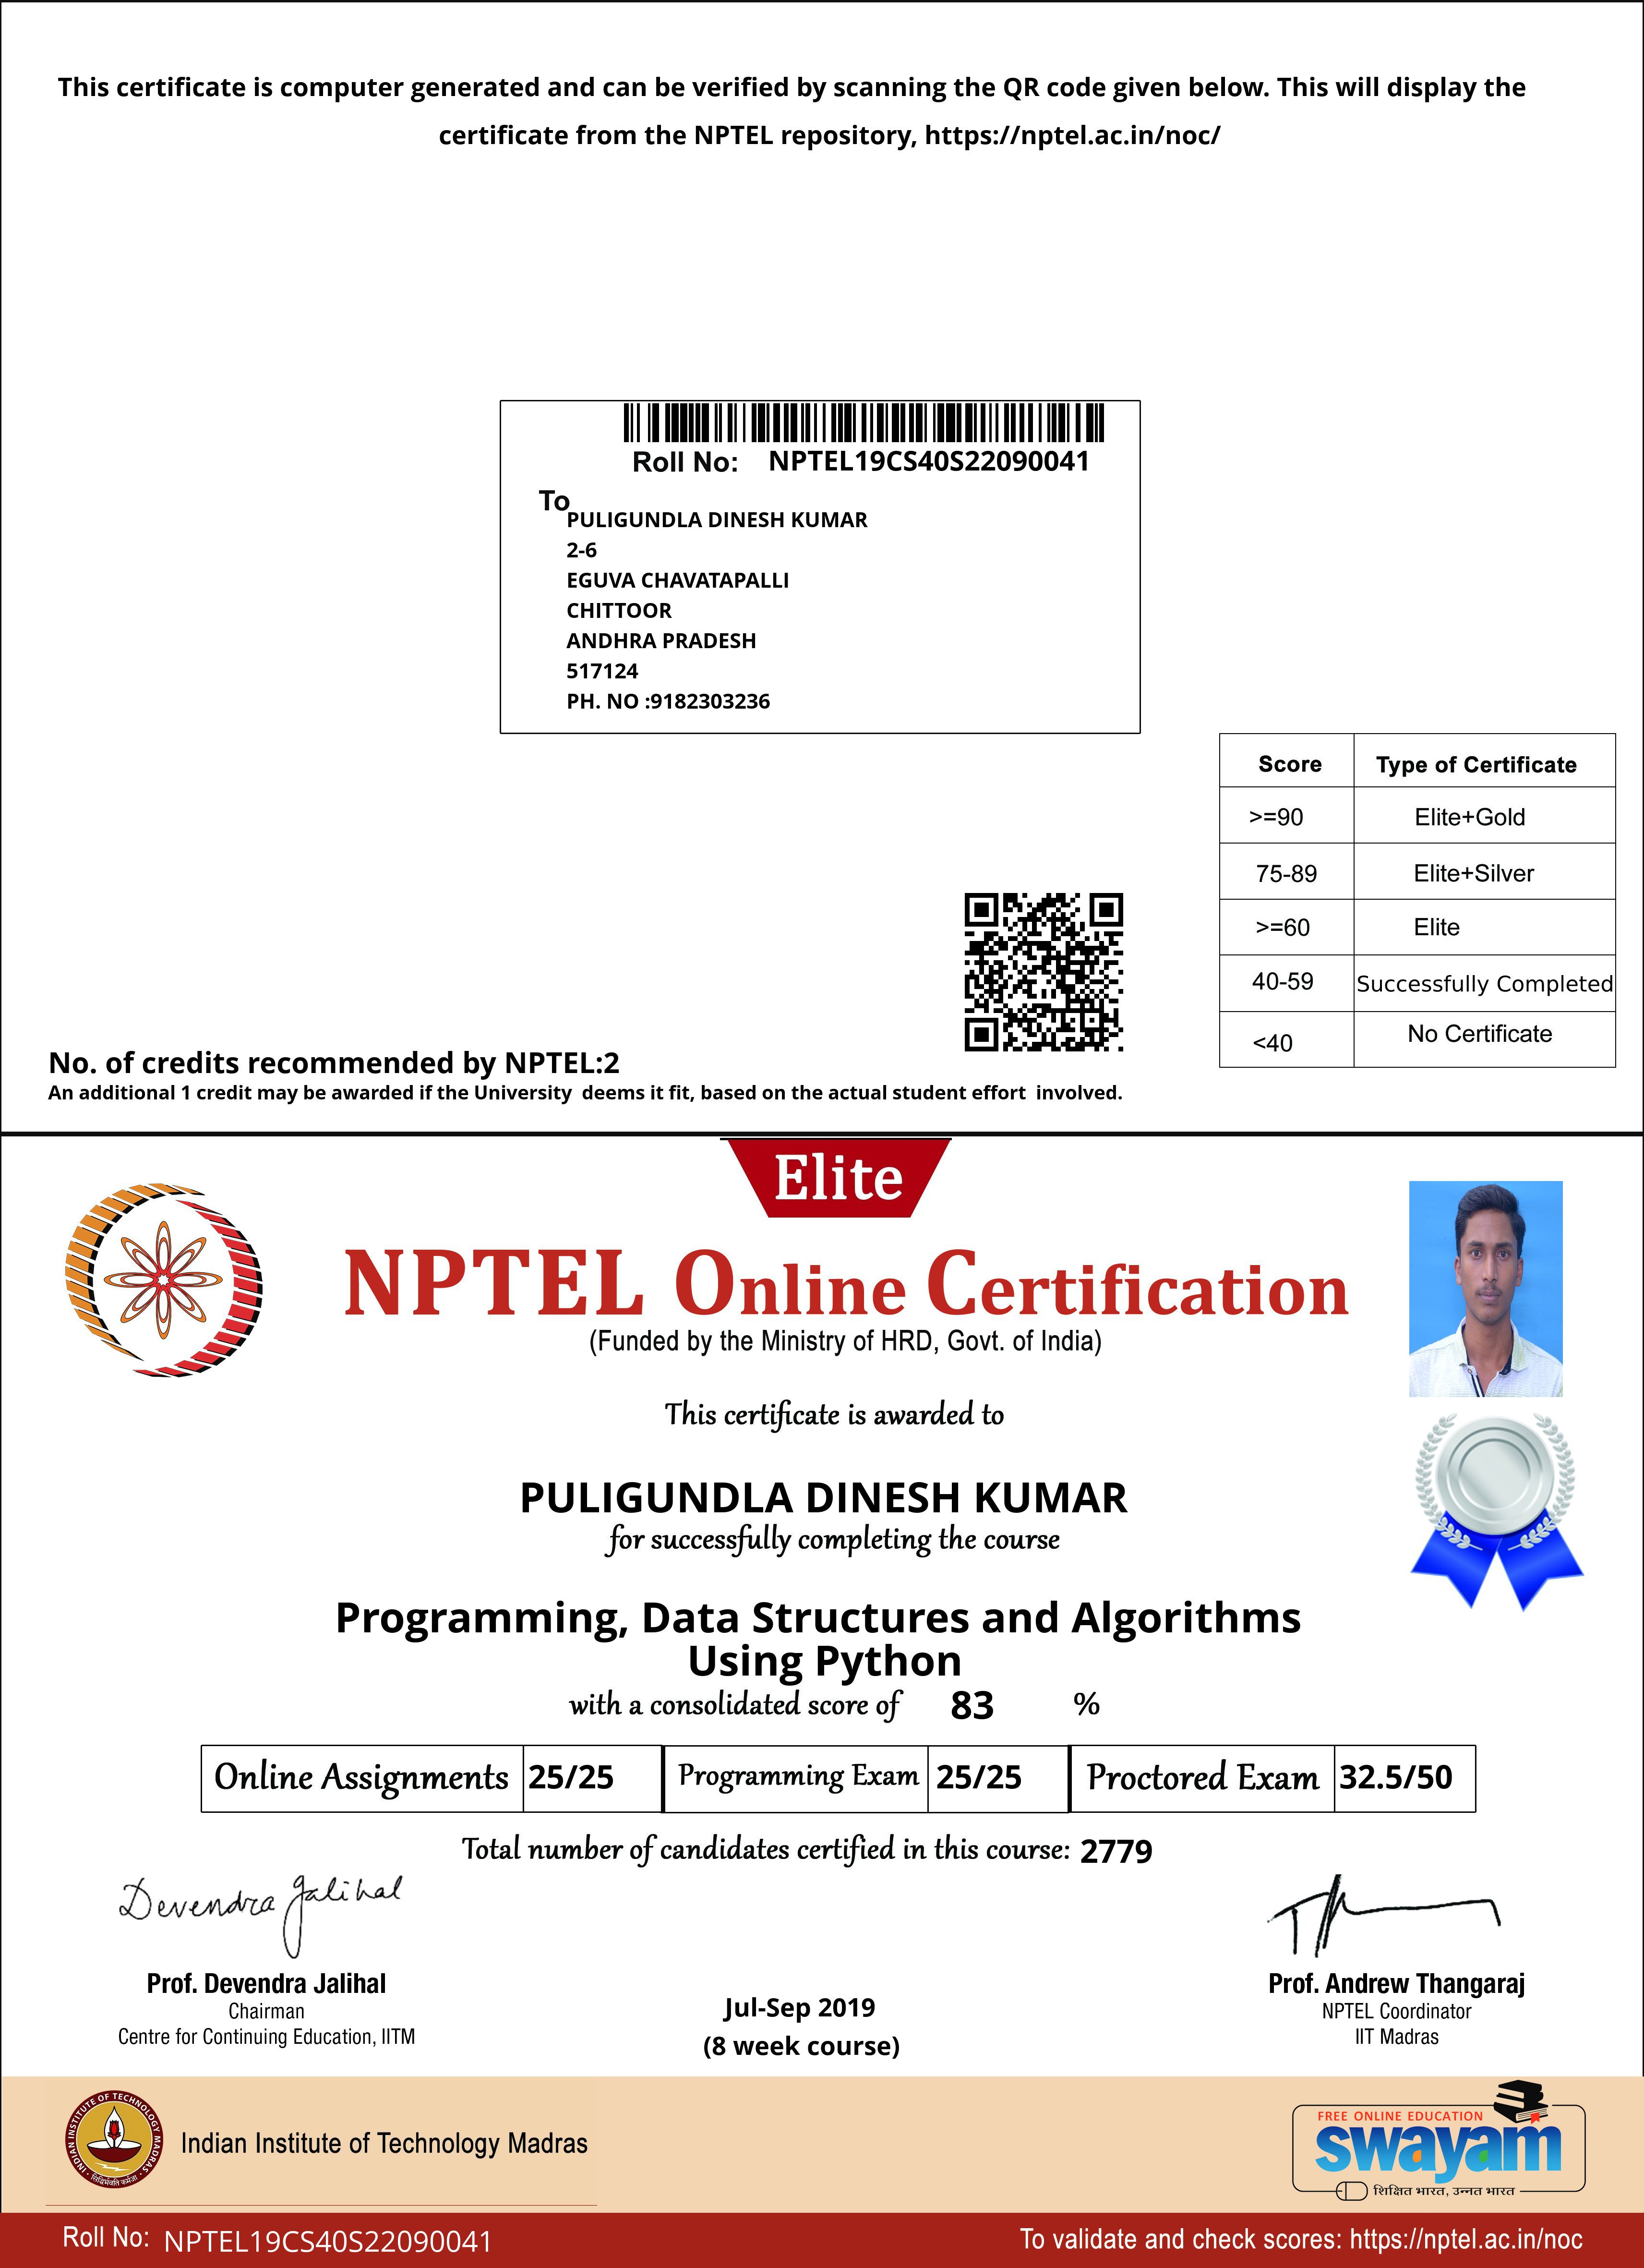 This certificate is computer generated and can be verified by scanning the QR code given below. This will display the
certificate from the NPTEL repository, https://nptel.ac.in/noc/
Roll No: NPTEL19CS40S22090041
To
PULIGUNDLA DINESH KUMAR
2-6
EGUVA CHAVATAPALLI
CHITTOOR
ANDHRA PRADESH
517124
PH. NO :9182303236
Score Type of Certificate
>=90 Elite+Gold
75-89 Elite+Silver
>=60 Elite
40-59 Successfully Completed
<40 No Certificate
No. of credits recommended by NPTEL:2
An additional 1 credit may be awarded if the University deems it fit, based on the actual student effort involved.
Elite
NPTEL Online Certification
(Funded by the Ministry of HRD, Govt. of India)
This certificate is awarded to
PULIGUNDLA DINESH KUMAR
for successfully completing the course
Programming, Data Structures and Algorithms
Using Python
with a consolidated score of 83 %
Online Assignments 25/25 Programming Exam 25/25 Proctored Exam 32.5/50
Total number of candidates certified in this course: 2779
Devendra Jalihal
Prof. Devendra Jalihal
Chairman
Centre for Continuing Education, IITM
Jul-Sep 2019
(8 week course)
Prof. Andrew Thangaraj
NPTEL Coordinator
IIT Madras
INDIAN INSTITUTE OF TECHNOLOGY MADRAS
सिद्धिर्भवति कर्मजा
Indian Institute of Technology Madras
FREE ONLINE EDUCATION
swayam
शिक्षित भारत, उन्नत भारत
Roll No: NPTEL19CS40S22090041
To validate and check scores: https://nptel.ac.in/noc